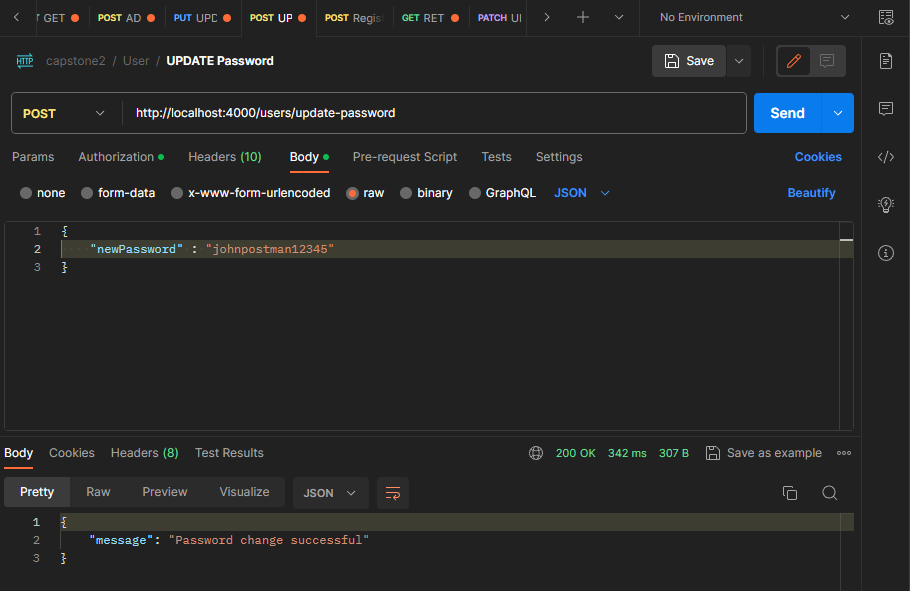 GET POST AD PUT UPD POST UP POST Regis GET RET PATCH UI No Environment
HTTP capstone2 / User / UPDATE Password Save
POST http://localhost:4000/users/update-password Send
Params Authorization Headers (10) Body Pre-request Script Tests Settings Cookies
none form-data x-www-form-urlencoded raw binary GraphQL JSON Beautify
1 {
2 "newPassword" : "johnpostman12345"
3 }
Body Cookies Headers (8) Test Results 200 OK 342 ms 307 B Save as example
Pretty Raw Preview Visualize JSON
1 {
2 "message": "Password change successful"
3 }